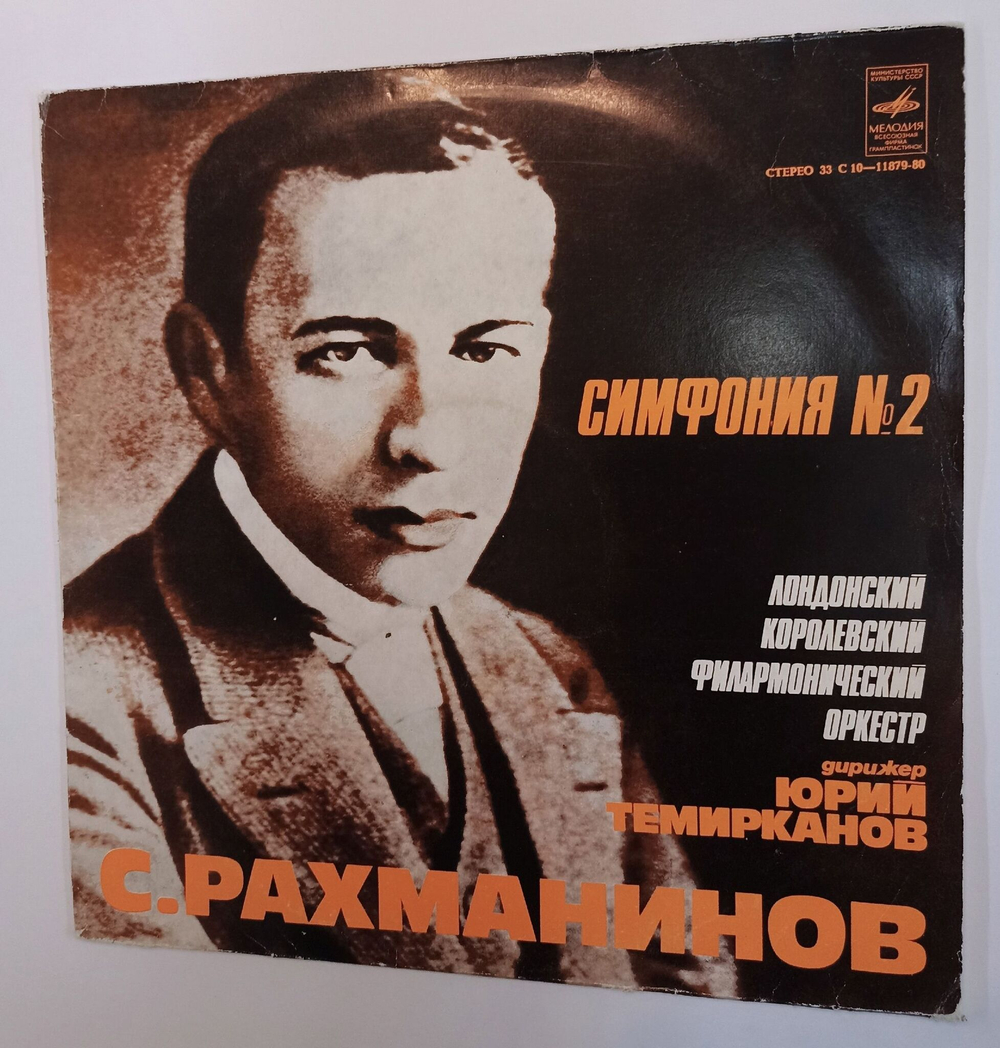 МИНИСТЕРСТВО
КУЛЬТУРЫ СССР
МЕЛОДИЯ
ВСЕСОЮЗНАЯ
ФИРМА
ГРАМПЛАСТИНОК
СТЕРЕО 33 С 10—11879-80
СИМФОНИЯ №2
ЛОНДОНСКИЙ
КОРОЛЕВСКИЙ
ФИЛАРМОНИЧЕСКИЙ
ОРКЕСТР
дирижер
ЮРИЙ
ТЕМИРКАНОВ
С.РАХМАНИНОВ